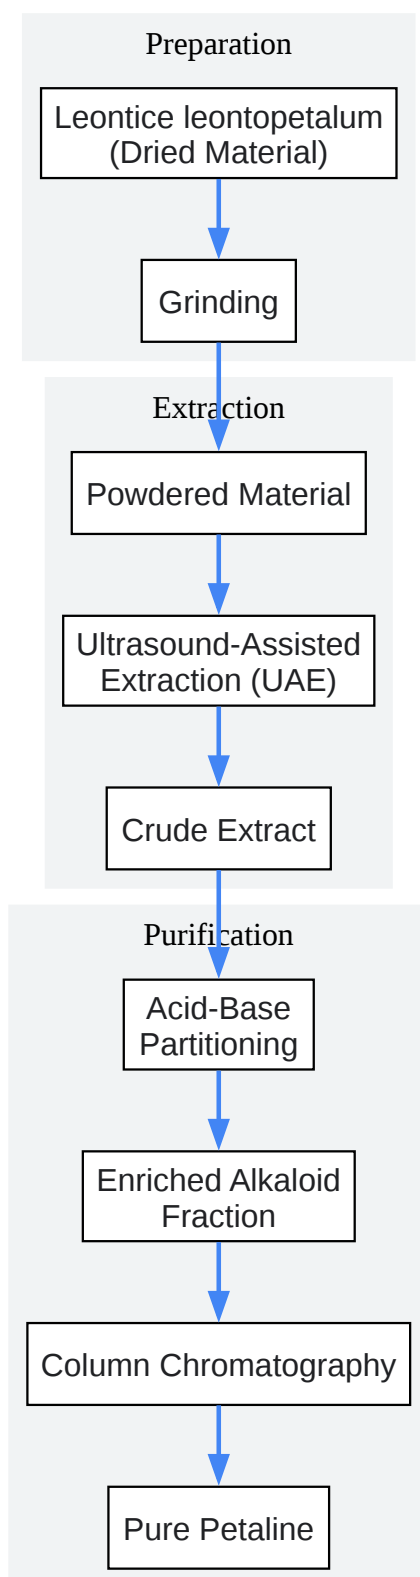 Preparation
Leontice leontopetalum
(Dried Material)
Grinding
Extraction
Powdered Material
Ultrasound-Assisted
Extraction (UAE)
Crude Extract
Purification
Acid-Base
Partitioning
Enriched Alkaloid
Fraction
Column Chromatography
Pure Petaline